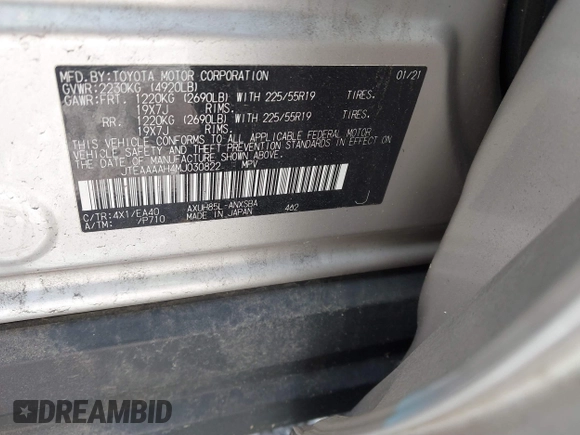 MFD.BY:TOYOTA MOTOR CORPORATION 01/21
GVWR:2230KG (4920LB)
GAWR:FRT. 1220KG (2690LB) WITH 225/55R19 TIRES.
19X7J RIMS.
RR. 1220KG (2690LB) WITH 225/55R19 TIRES.
19X7J RIMS.
THIS VEHICLE CONFORMS TO ALL APPLICABLE FEDERAL MOTOR
VEHICLE SAFETY AND THEFT PREVENTION STANDARDS IN EFFECT ON
THE DATE OF MANUFACTURE SHOWN ABOVE.
JTEAAAAH4MJ030822 MPV
J
C/TR:4X1/EA40 AXUH85L-ANXSBA 462
A/TM: /P710 MADE IN JAPAN
DREAMBID